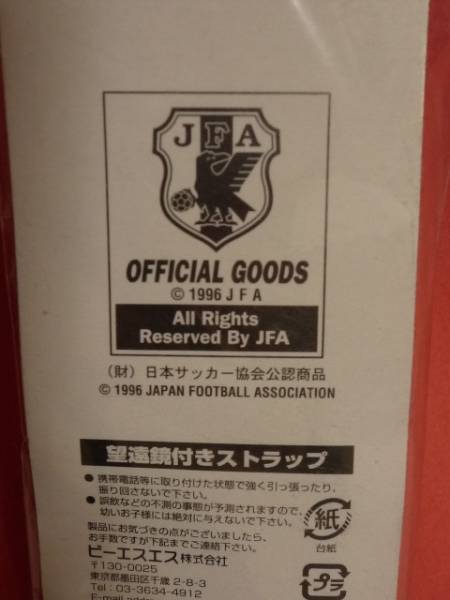 JFA
OFFICIAL GOODS
© 1996 J F A
All Rights
Reserved By JFA
（財）日本サッカー協会公認商品
© 1996 JAPAN FOOTBALL ASSOCIATION
望遠鏡付きストラップ
● 携帯電話等に取り付けた状態で強く引っ張ったり、
振り回さないで下さい。
● 誤飲などの不測の事態が予測されますので、
幼いお子様には絶対に与えないで下さい。
製品にお気づきの点がございましたら、
お手数ですが下記までご連絡下さい。
ピーエスエス株式会社
〒130-0025
東京都墨田区千歳2-8-3
Tel : 03-3634-4912
E-mail
紙
台紙
プラ